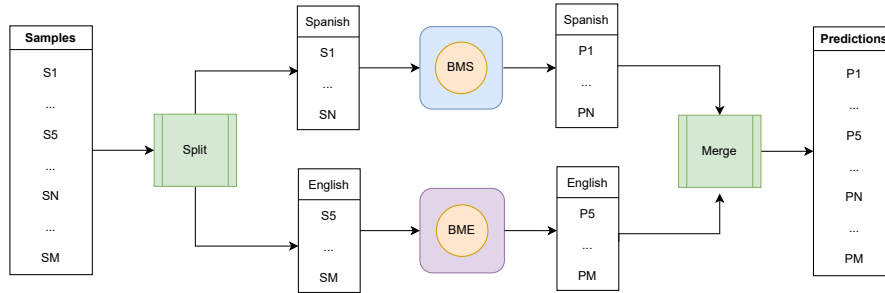 Samples
S1
...
S5
...
SN
...
SM
Split
Spanish
S1
...
SN
English
S5
...
SM
BMS
BME
Spanish
P1
...
PN
English
P5
...
PM
Merge
Predictions
P1
...
P5
...
PN
...
PM